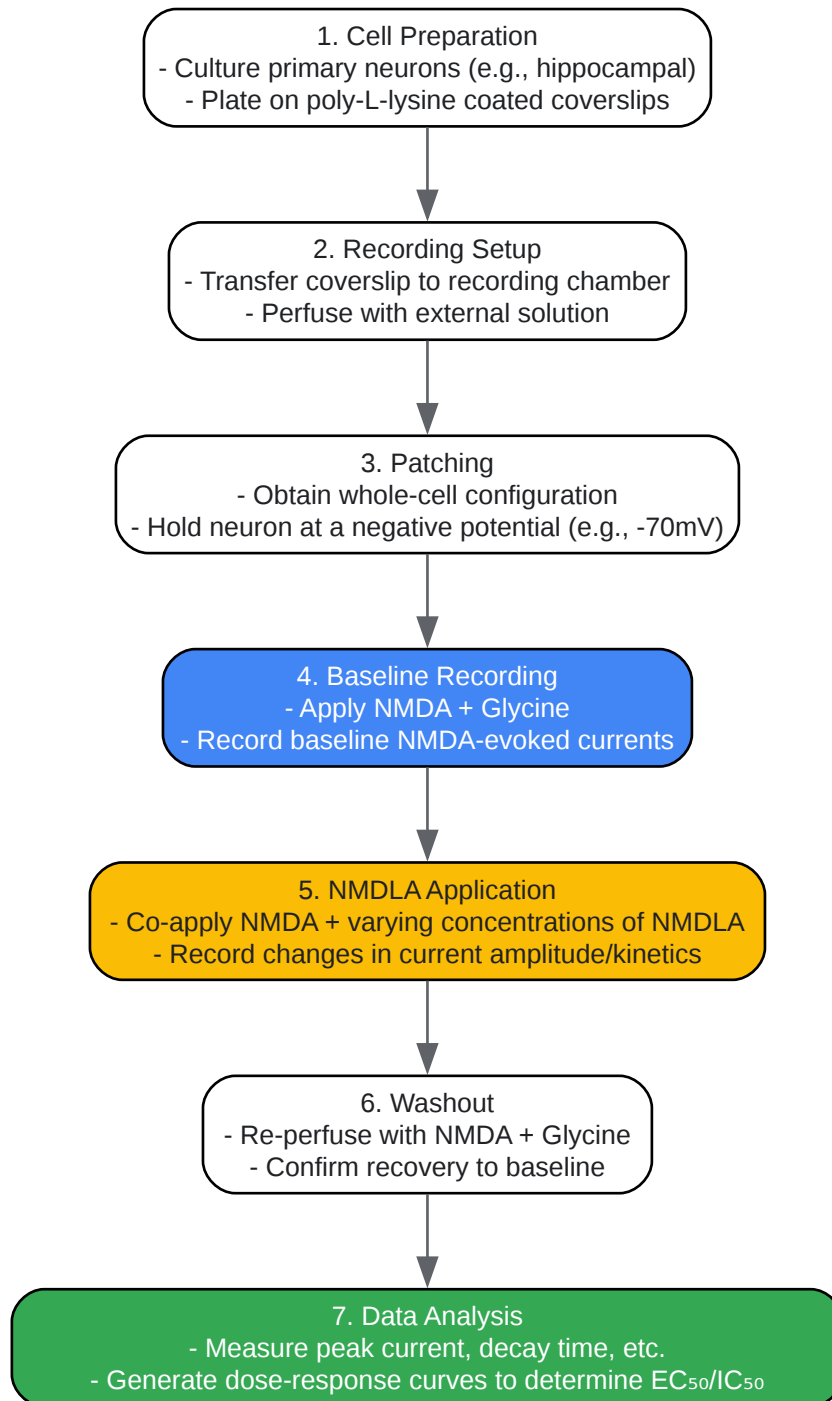 1. Cell Preparation
- Culture primary neurons (e.g., hippocampal)
- Plate on poly-L-lysine coated coverslips
2. Recording Setup
- Transfer coverslip to recording chamber
- Perfuse with external solution
3. Patching
- Obtain whole-cell configuration
- Hold neuron at a negative potential (e.g., -70mV)
4. Baseline Recording
- Apply NMDA + Glycine
- Record baseline NMDA-evoked currents
5. NMDLA Application
- Co-apply NMDA + varying concentrations of NMDLA
- Record changes in current amplitude/kinetics
6. Washout
- Re-perfuse with NMDA + Glycine
- Confirm recovery to baseline
7. Data Analysis
- Measure peak current, decay time, etc.
- Generate dose-response curves to determine EC₅₀/IC₅₀